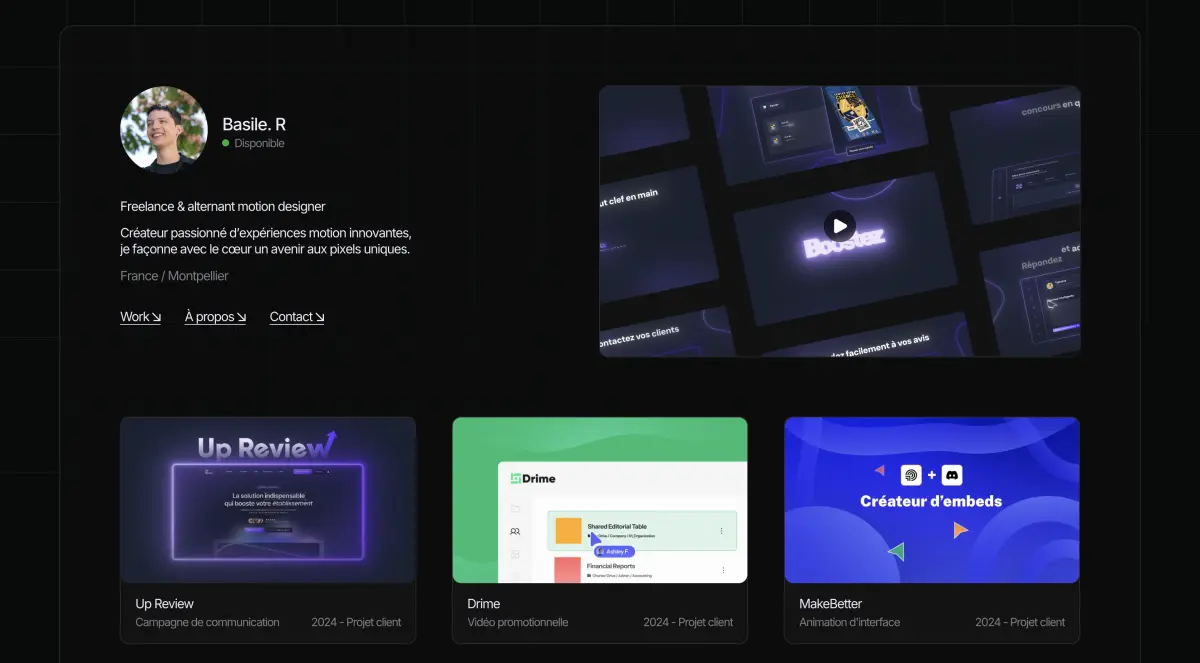 Basile. R
Disponible
Freelance & alternant motion designer
Créateur passionné d'expériences motion innovantes,
je façonne avec le cœur un avenir aux pixels uniques.
France / Montpellier
Work
À propos
Contact
concours en q
ut clef en main
Boostez
et ac
Répondez
ontactez vos clients
dez facilement à vos avis
Up Review
La solution indispensable
qui booste votre établissement
Up Review
Campagne de communication
2024 - Projet client
Drime
Shared Editorial Table
Ashley F.
Financial Reports
Drime
Vidéo promotionnelle
2024 - Projet client
+
Créateur d'embeds
MakeBetter
Animation d'interface
2024 - Projet client